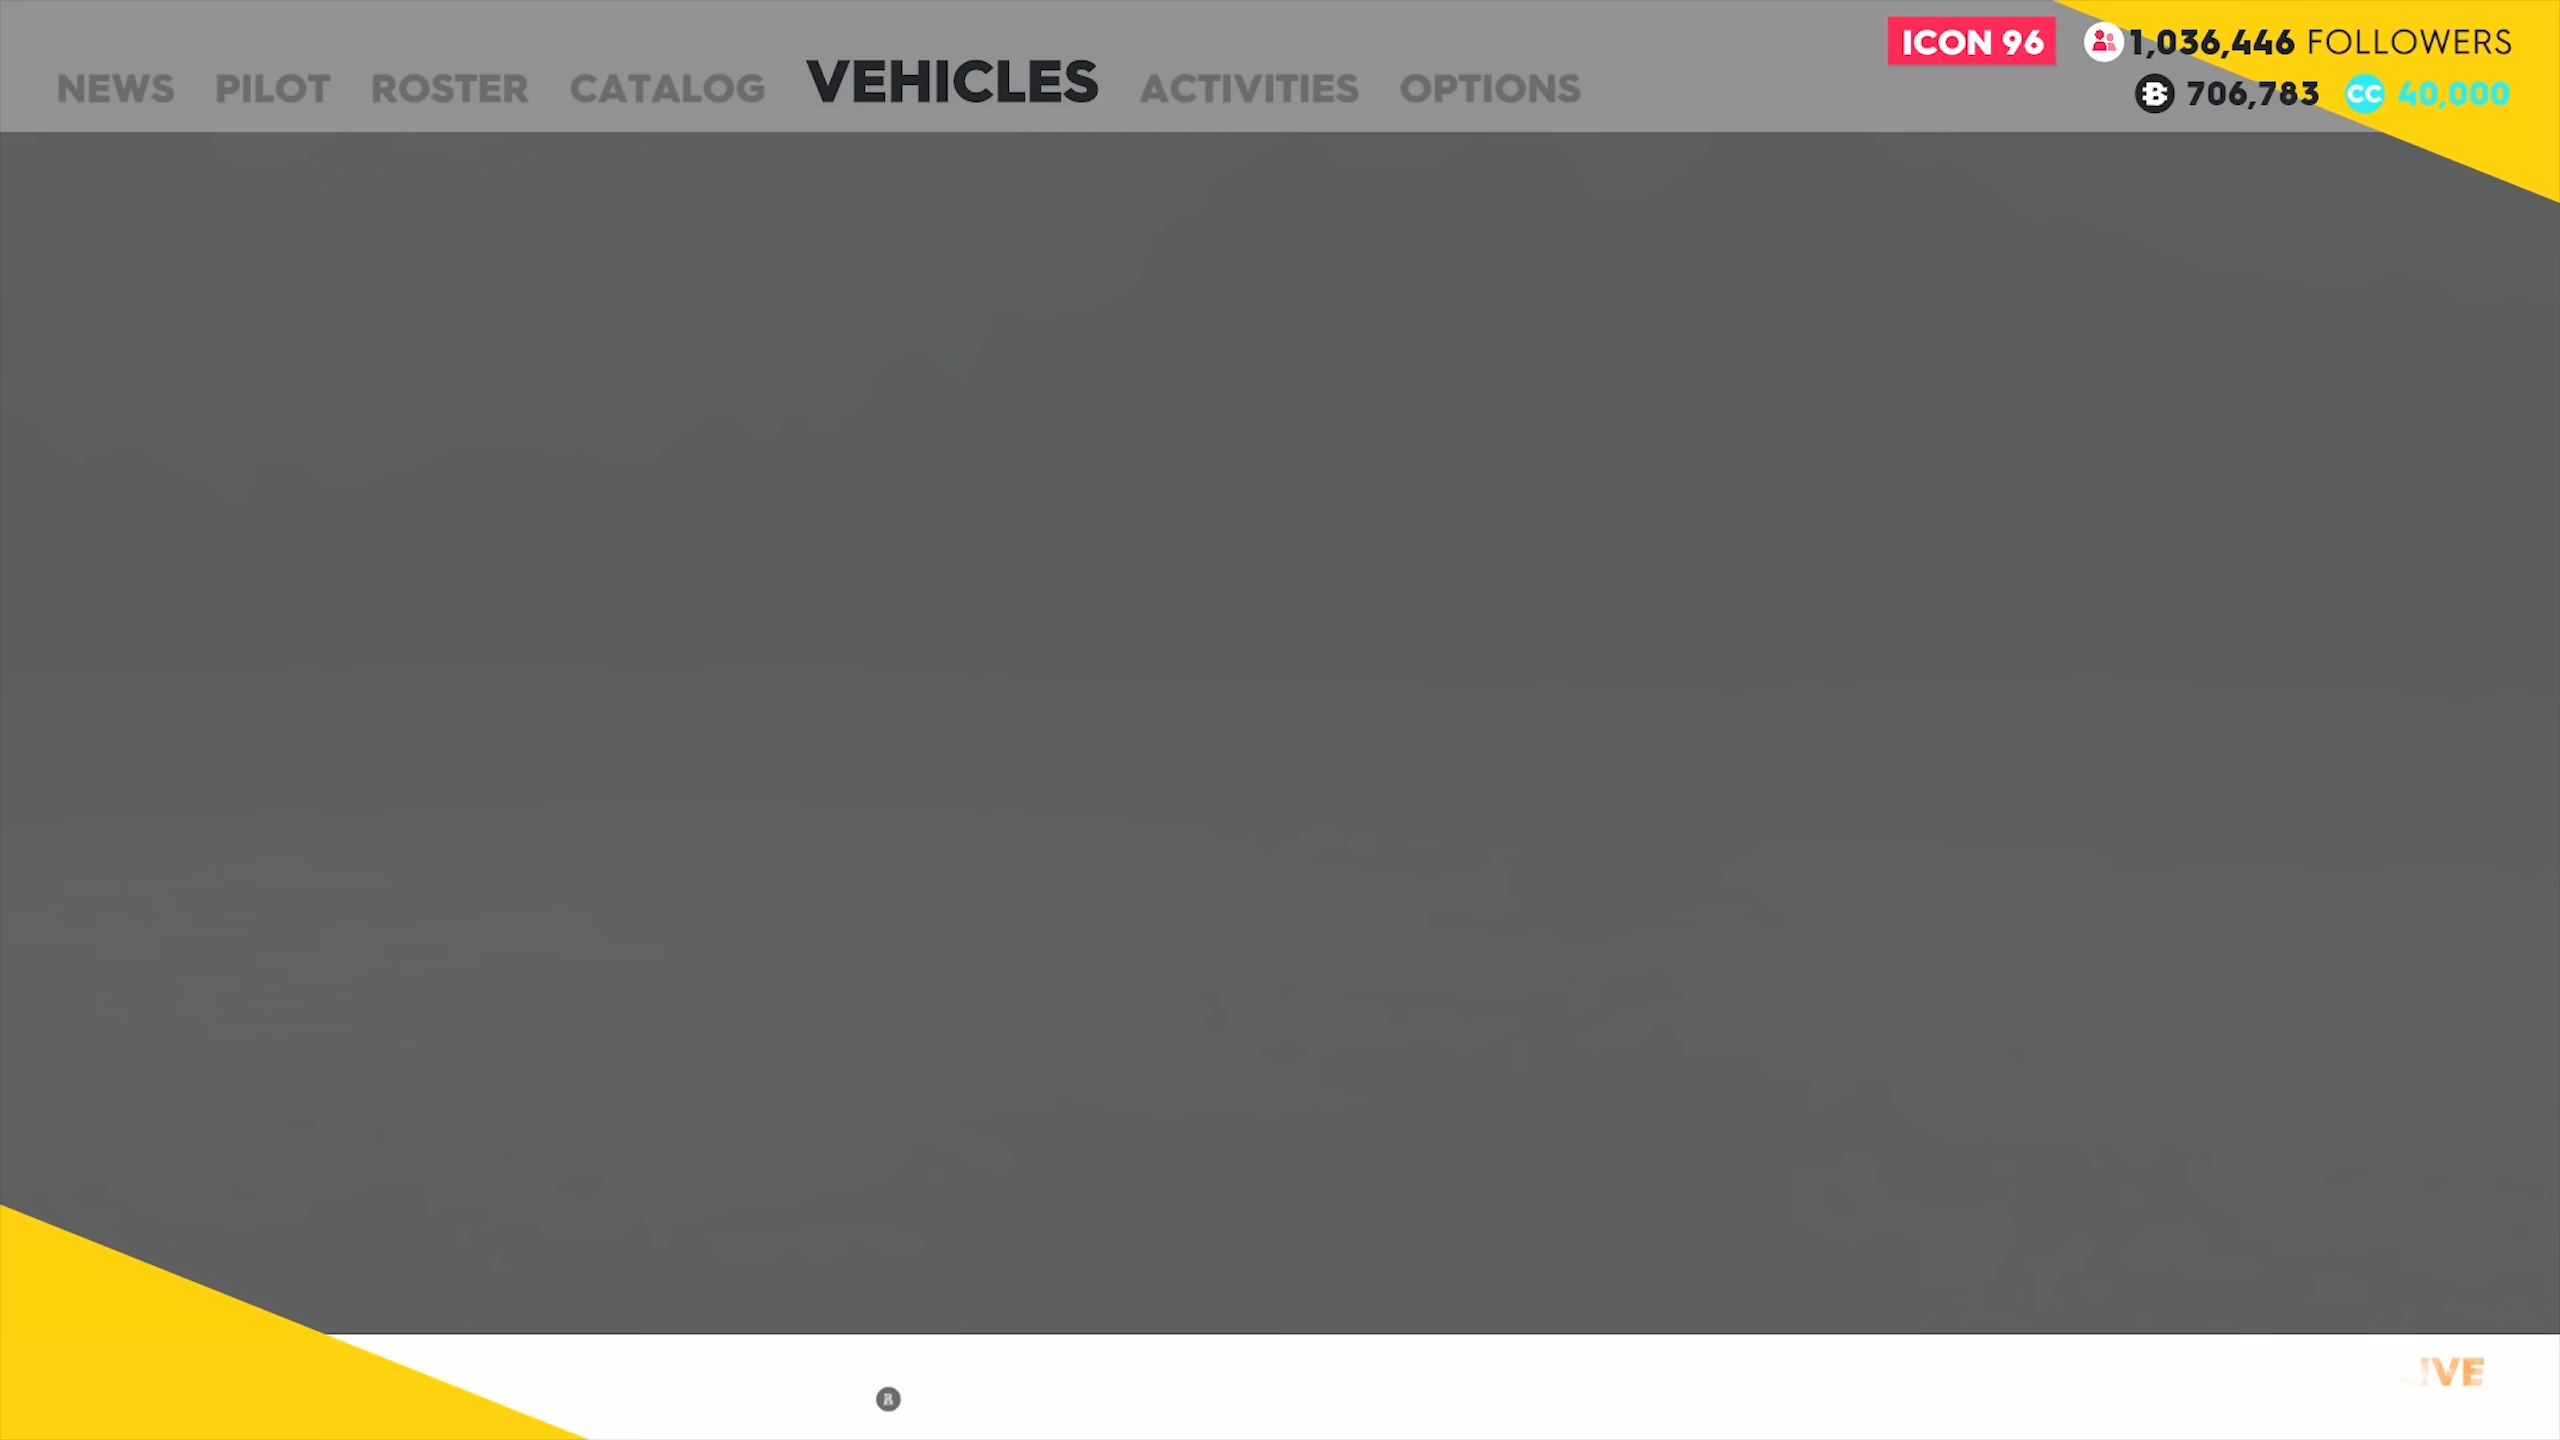 NEWS PILOT ROSTER CATALOG VEHICLES ACTIVITIES OPTIONS
ICON 96 1,036,446 FOLLOWERS
706,783 CC 40,000